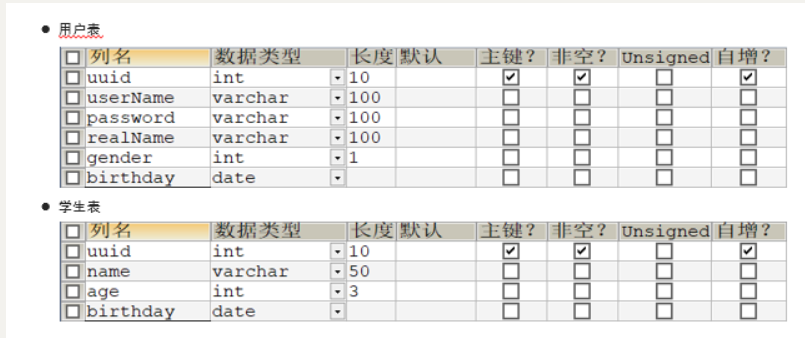 ● 用户表
列名 数据类型 长度 默认 主键? 非空? Unsigned 自增?
uuid int 10
userName varchar 100
password varchar 100
realName varchar 100
gender int 1
birthday date
● 学生表
列名 数据类型 长度 默认 主键? 非空? Unsigned 自增?
uuid int 10
name varchar 50
age int 3
birthday date